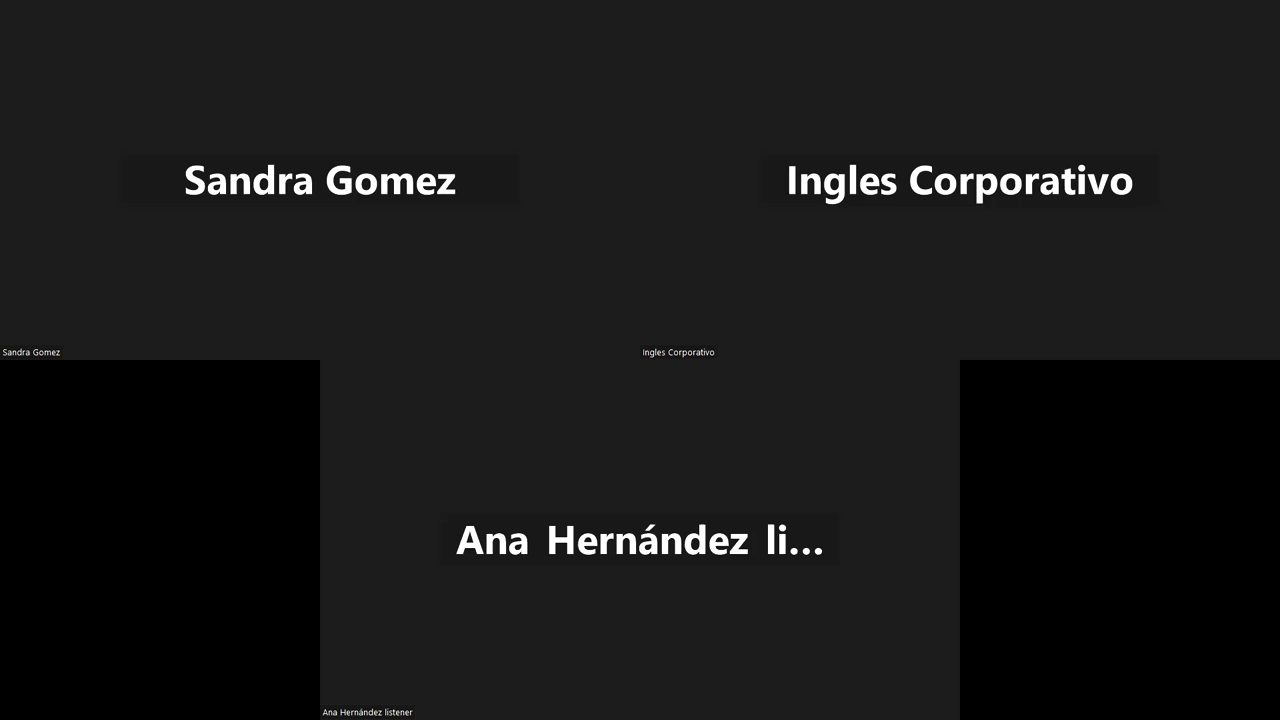 Sandra Gomez
Ingles Corporativo
Sandra Gomez
Ingles Corporativo
Ana Hernández li...
Ana Hernández listener